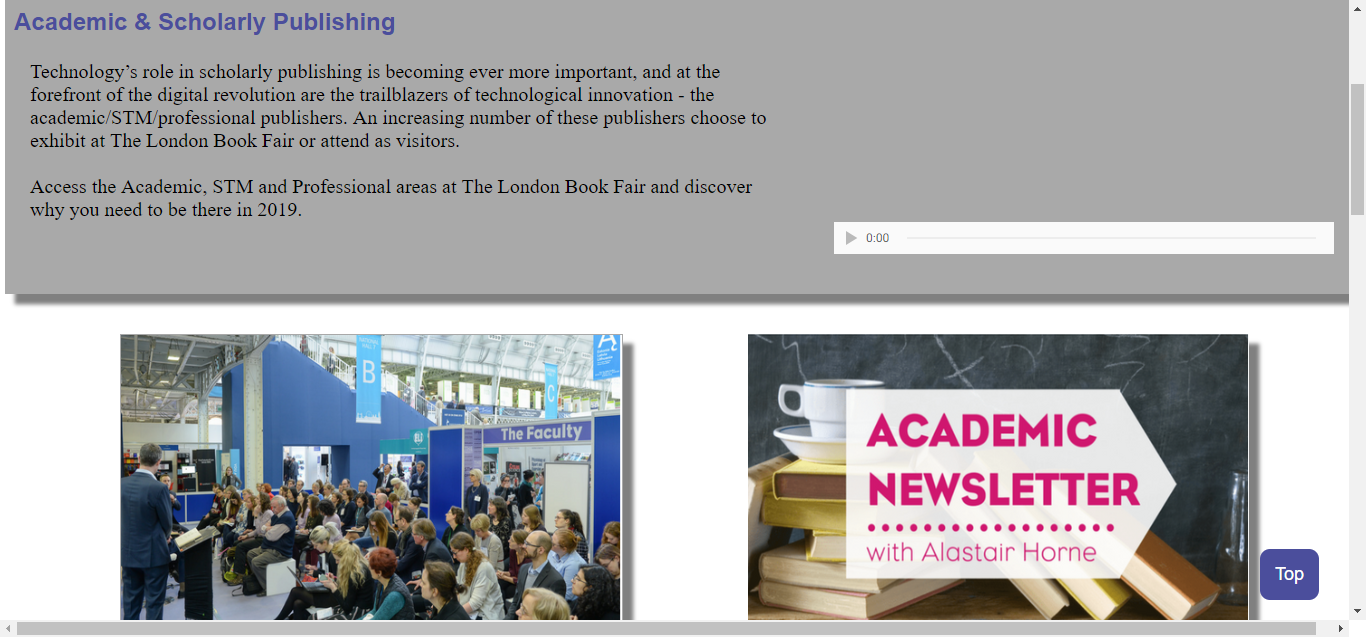 Academic & Scholarly Publishing
Technology’s role in scholarly publishing is becoming ever more important, and at the
forefront of the digital revolution are the trailblazers of technological innovation - the
academic/STM/professional publishers. An increasing number of these publishers choose to
exhibit at The London Book Fair or attend as visitors.
Access the Academic, STM and Professional areas at The London Book Fair and discover
why you need to be there in 2019.
0:00
B
C
A
The Faculty
ACADEMIC
NEWSLETTER
with Alastair Horne
Top